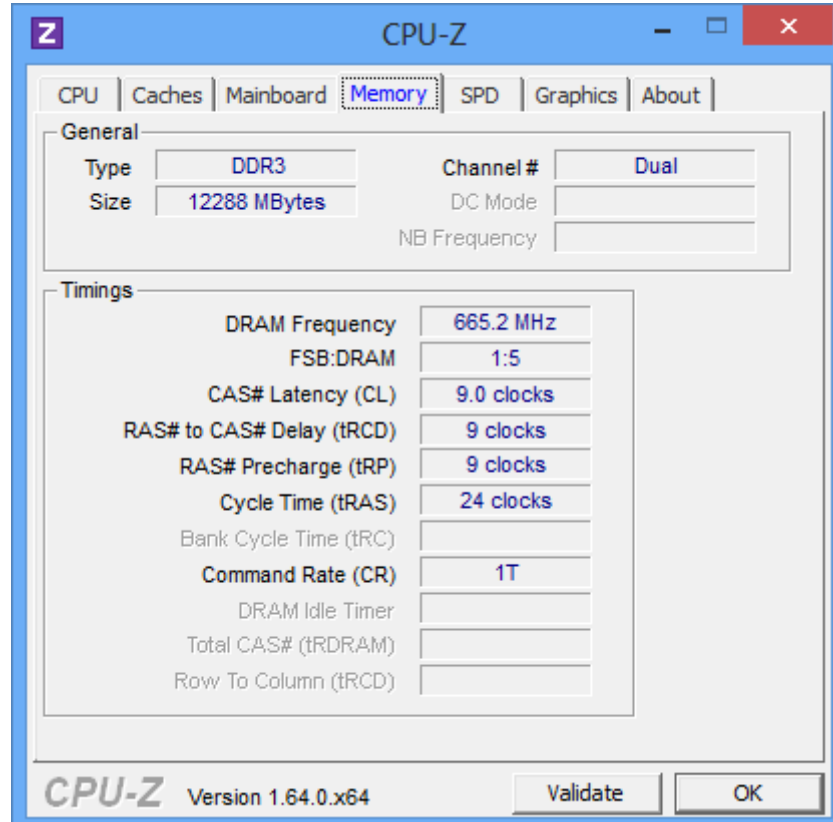 Z CPU-Z
CPU Caches Mainboard Memory SPD Graphics About
General
Type DDR3 Channel # Dual
Size 12288 MBytes DC Mode
NB Frequency
Timings
DRAM Frequency 665.2 MHz
FSB:DRAM 1:5
CAS# Latency (CL) 9.0 clocks
RAS# to CAS# Delay (tRCD) 9 clocks
RAS# Precharge (tRP) 9 clocks
Cycle Time (tRAS) 24 clocks
Bank Cycle Time (tRC)
Command Rate (CR) 1T
DRAM Idle Timer
Total CAS# (tRDRAM)
Row To Column (tRCD)
CPU-Z Version 1.64.0.x64 Validate OK